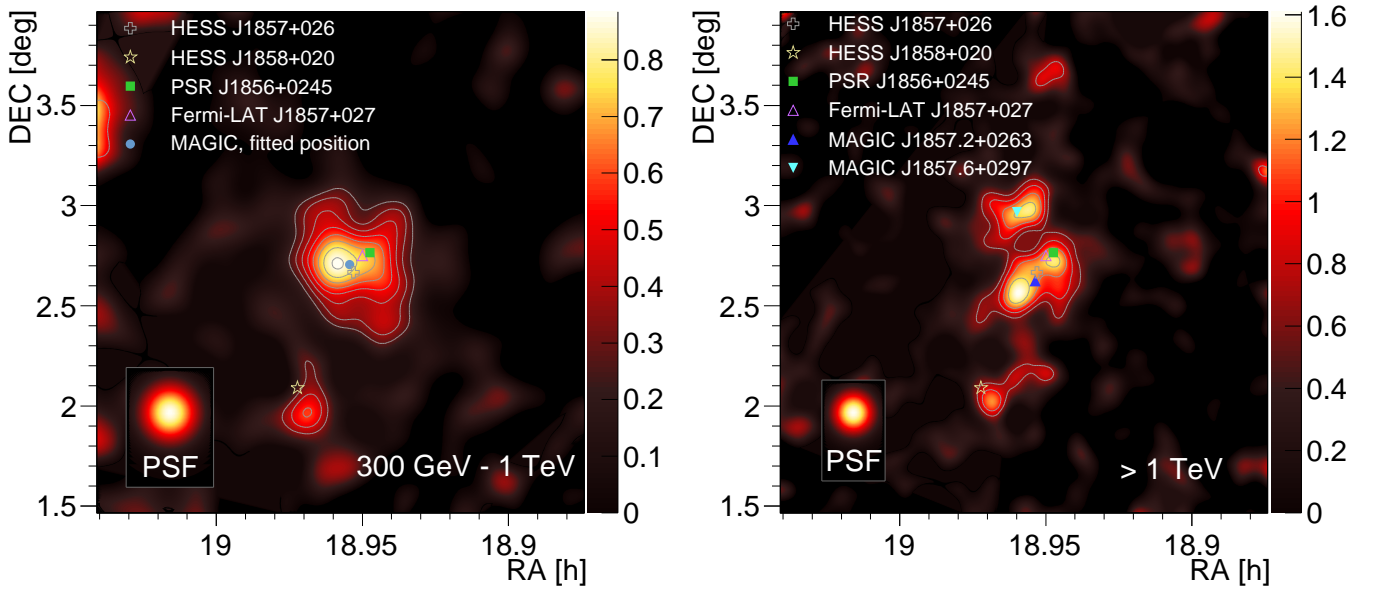 DEC [deg]
HESS J1857+026
HESS J1858+020
PSR J1856+0245
Fermi-LAT J1857+027
MAGIC, fitted position
3.5
3
2.5
2
1.5
PSF
300 GeV - 1 TeV
19
18.95
18.9
RA [h]
0.8
0.7
0.6
0.5
0.4
0.3
0.2
0.1
0
DEC [deg]
HESS J1857+026
HESS J1858+020
PSR J1856+0245
Fermi-LAT J1857+027
MAGIC J1857.2+0263
MAGIC J1857.6+0297
3.5
3
2.5
2
1.5
PSF
> 1 TeV
19
18.95
18.9
RA [h]
1.6
1.4
1.2
1
0.8
0.6
0.4
0.2
0